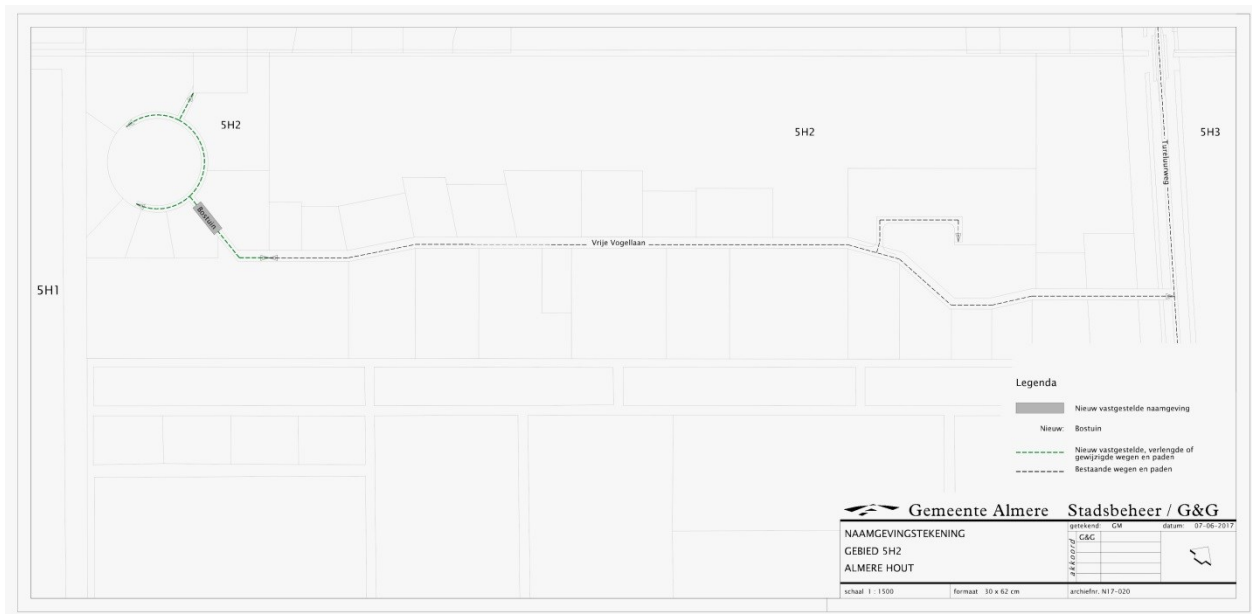 5H2
5H2
5H3
Tureluurweg
Bostuin
Vrije Vogellaan
5H1
Legenda
Nieuw vastgestelde naamgeving
Nieuw: Bostuin
Nieuw vastgestelde, verlengde of
gewijzigde wegen en paden
Bestaande wegen en paden
Gemeente Almere Stadsbeheer / G&G
getekend: GM datum: 07-06-2017
NAAMGEVINGSTEKENING
GEBIED 5H2
ALMERE HOUT
akkoord
G&G
schaal 1 : 1500 formaat 30 x 62 cm archiefnr. N17-020